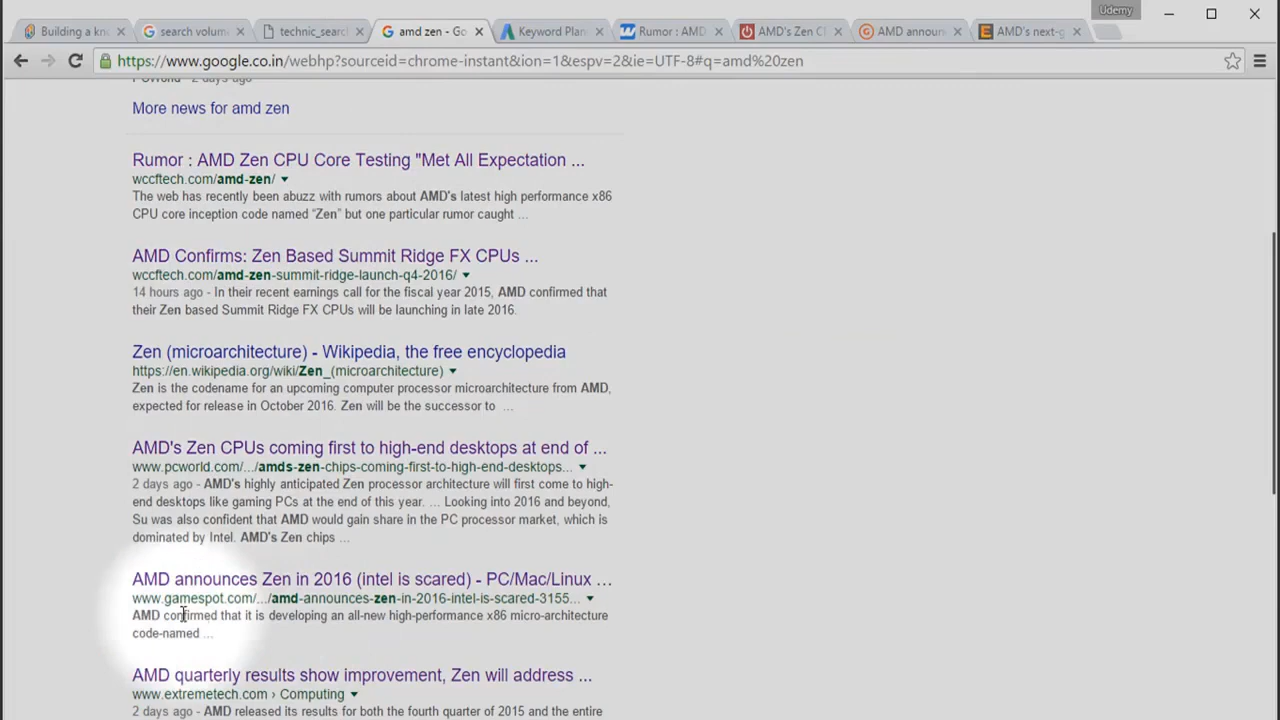 Udemy
Building a kn
search volum
technic_search
amd zen - Go
Keyword Plan
Rumor : AMD
AMD's Zen C
AMD announ
AMD's next-g
https://www.google.co.in/webhp?sourceid=chrome-instant&ion=1&espv=2&ie=UTF-8#q=amd%20zen
PCWorld - 2 days ago
More news for amd zen
Rumor : AMD Zen CPU Core Testing "Met All Expectation ...
wccftech.com/amd-zen/
The web has recently been abuzz with rumors about AMD's latest high performance x86
CPU core inception code named “Zen” but one particular rumor caught ...
AMD Confirms: Zen Based Summit Ridge FX CPUs ...
wccftech.com/amd-zen-summit-ridge-launch-q4-2016/
14 hours ago - In their recent earnings call for the fiscal year 2015, AMD confirmed that
their Zen based Summit Ridge FX CPUs will be launching in late 2016.
Zen (microarchitecture) - Wikipedia, the free encyclopedia
https://en.wikipedia.org/wiki/Zen_(microarchitecture)
Zen is the codename for an upcoming computer processor microarchitecture from AMD,
expected for release in October 2016. Zen will be the successor to ...
AMD's Zen CPUs coming first to high-end desktops at end of ...
www.pcworld.com/.../amds-zen-chips-coming-first-to-high-end-desktops...
2 days ago - AMD's highly anticipated Zen processor architecture will first come to high-
end desktops like gaming PCs at the end of this year. ... Looking into 2016 and beyond,
Su was also confident that AMD would gain share in the PC processor market, which is
dominated by Intel. AMD's Zen chips ...
AMD announces Zen in 2016 (intel is scared) - PC/Mac/Linux ...
www.gamespot.com/.../amd-announces-zen-in-2016-intel-is-scared-3155...
AMD confirmed that it is developing an all-new high-performance x86 micro-architecture
code-named ...
AMD quarterly results show improvement, Zen will address ...
www.extremetech.com › Computing
2 days ago - AMD released its results for both the fourth quarter of 2015 and the entire